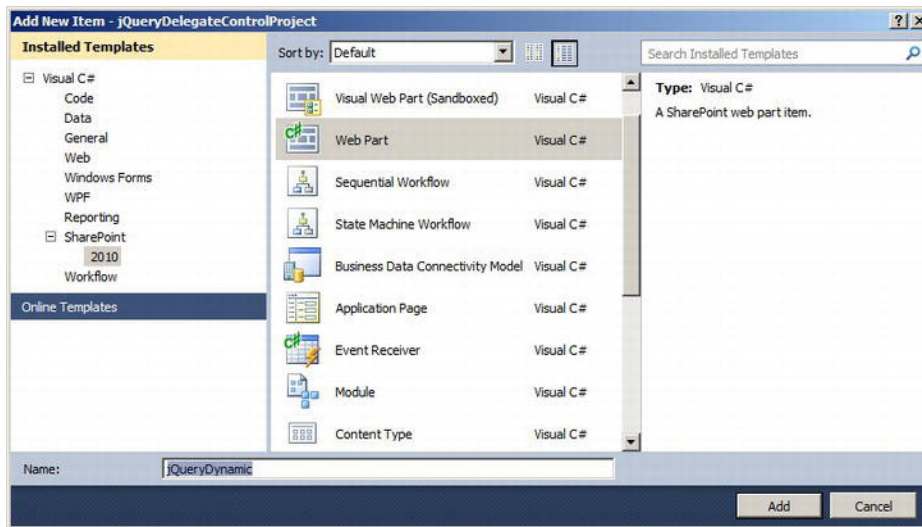 Add New Item - jQueryDelegateControlProject
Installed Templates
Visual C#
Code
Data
General
Web
Windows Forms
WPF
Reporting
SharePoint
2010
Workflow
Online Templates
Sort by: Default
Visual Web Part (Sandboxed) Visual C#
Web Part Visual C#
Sequential Workflow Visual C#
State Machine Workflow Visual C#
Business Data Connectivity Model Visual C#
Application Page Visual C#
Event Receiver Visual C#
Module Visual C#
Content Type Visual C#
Search Installed Templates
Type: Visual C#
A SharePoint web part item.
Name: jQueryDynamic
Add Cancel